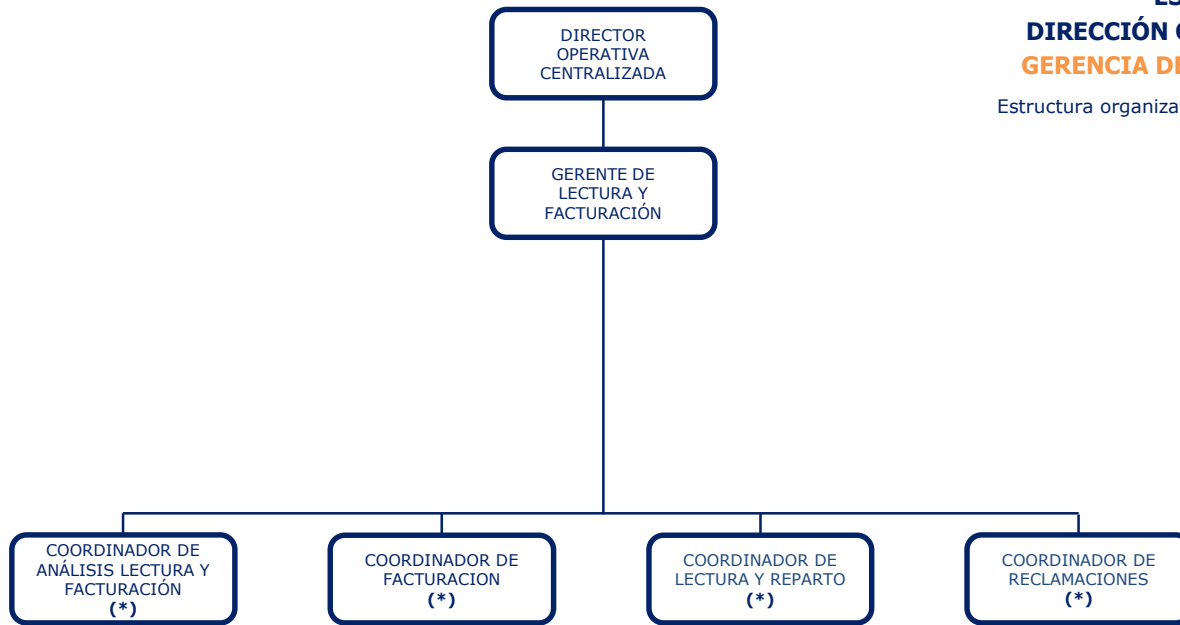 DIRECCIÓN
GERENCIA
Estructura
DIRECTOR
OPERATIVA
CENTRALIZADA
GERENTE DE
LECTURA Y
FACTURACIÓN
COORDINADOR DE
ANÁLISIS LECTURA Y
FACTURACIÓN
(*)
COORDINADOR DE
FACTURACION
(*)
COORDINADOR DE
LECTURA Y REPARTO
(*)
COORDINADOR DE
RECLAMACIONES
(*)